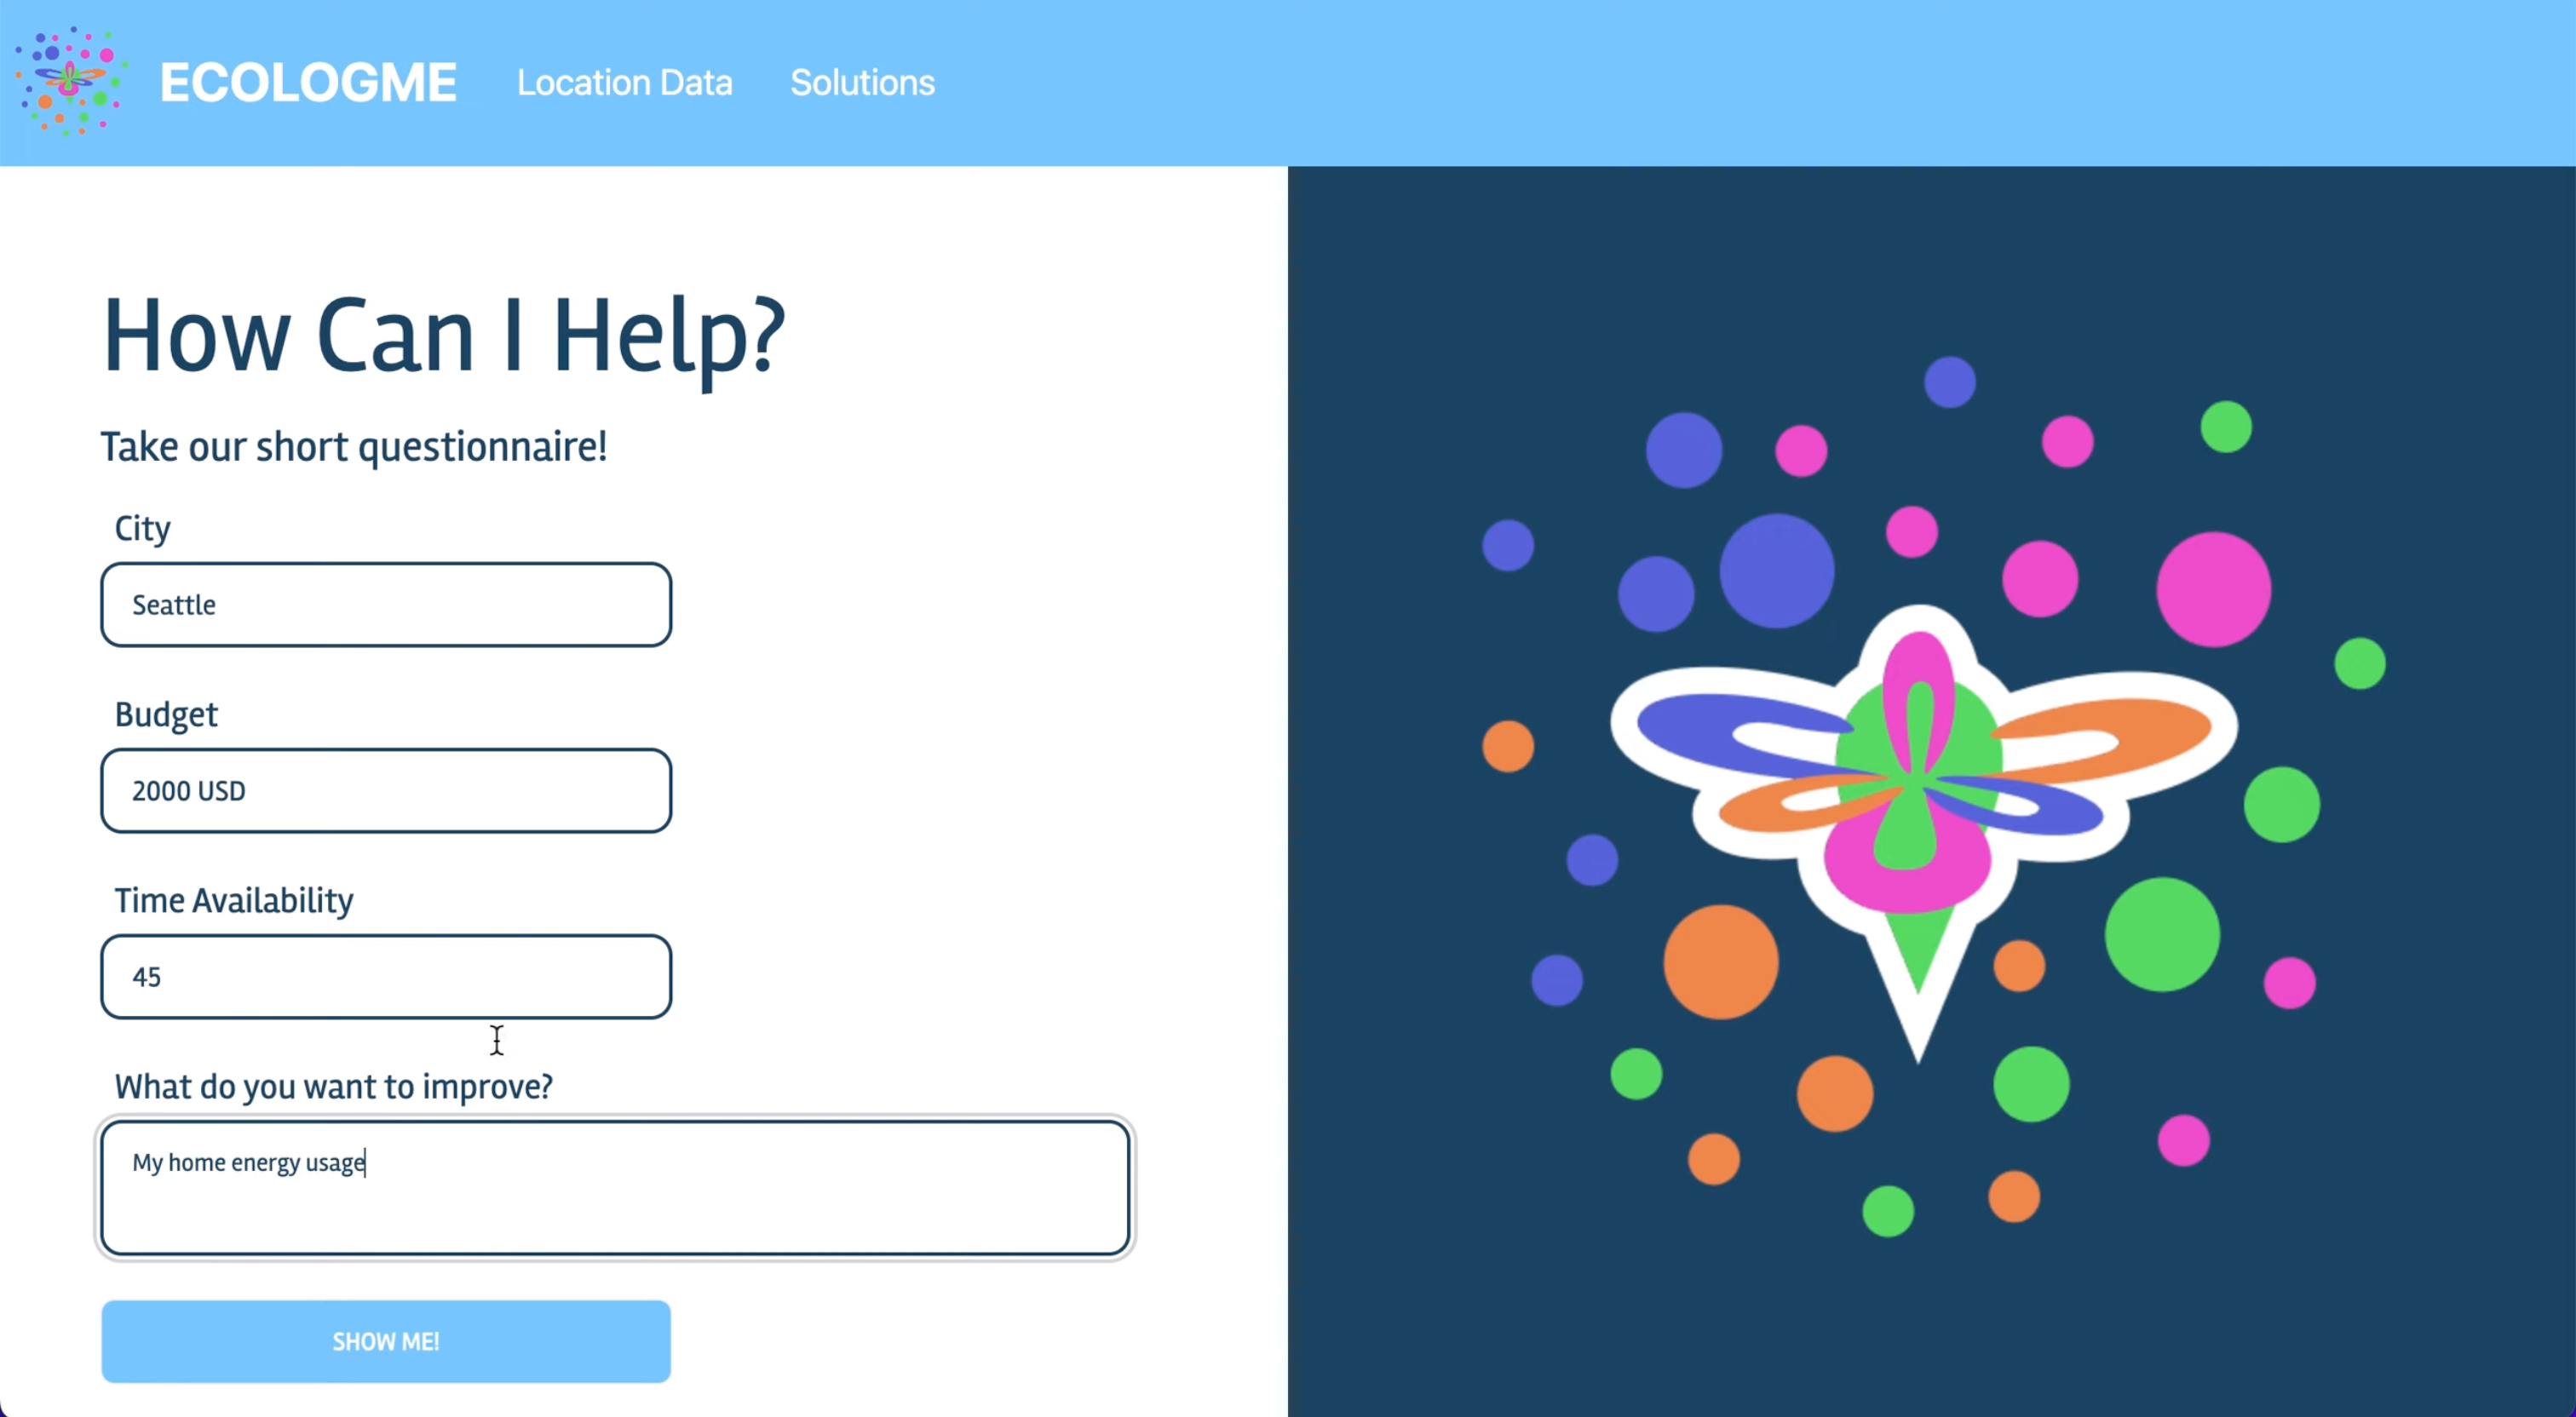 ECOLOGME
Location Data
Solutions
How Can I Help?
Take our short questionnaire!
City
Seattle
Budget
2000 USD
Time Availability
45
What do you want to improve?
My home energy usage
SHOW ME!